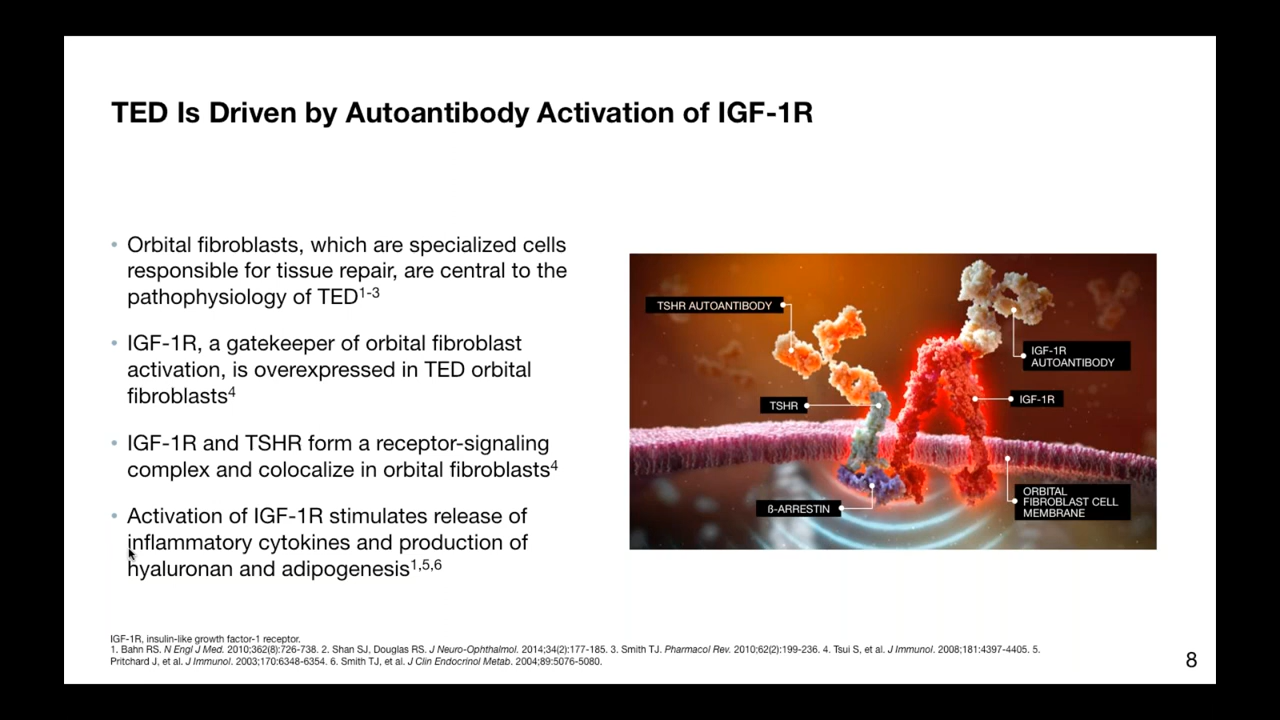 TED Is Driven by Autoantibody Activation of IGF-1R
• Orbital fibroblasts, which are specialized cells
responsible for tissue repair, are central to the
pathophysiology of TED1-3
• IGF-1R, a gatekeeper of orbital fibroblast
activation, is overexpressed in TED orbital
fibroblasts4
• IGF-1R and TSHR form a receptor-signaling
complex and colocalize in orbital fibroblasts4
• Activation of IGF-1R stimulates release of
inflammatory cytokines and production of
hyaluronan and adipogenesis1,5,6
TSHR AUTOANTIBODY
IGF-1R
AUTOANTIBODY
TSHR
IGF-1R
ß-ARRESTIN
ORBITAL
FIBROBLAST CELL
MEMBRANE
IGF-1R, insulin-like growth factor-1 receptor.
1. Bahn RS. N Engl J Med. 2010;362(8):726-738. 2. Shan SJ, Douglas RS. J Neuro-Ophthalmol. 2014;34(2):177-185. 3. Smith TJ. Pharmacol Rev. 2010;62(2):199-236. 4. Tsui S, et al. J Immunol. 2008;181:4397-4405. 5.
Pritchard J, et al. J Immunol. 2003;170:6348-6354. 6. Smith TJ, et al. J Clin Endocrinol Metab. 2004;89:5076-5080.
8